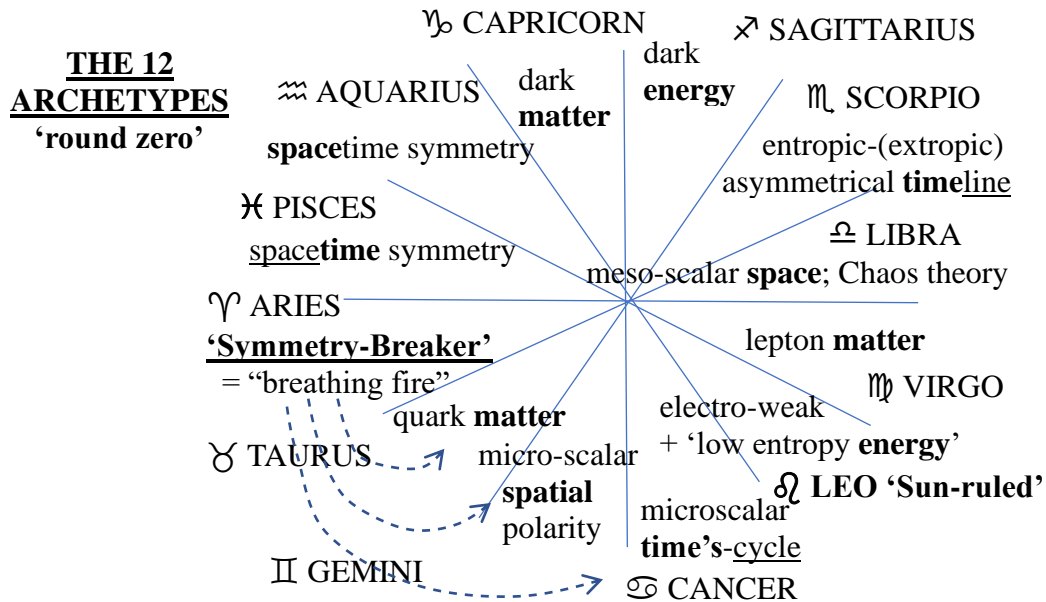 THE 12
ARCHETYPES
‘round zero’
♑ CAPRICORN
dark
matter
♐ SAGITTARIUS
dark
energy
♒ AQUARIUS
spacetime symmetry
♏ SCORPIO
entropic-(extropic)
asymmetrical timeline
♓ PISCES
spacetime symmetry
♎ LIBRA
meso-scalar space; Chaos theory
♈ ARIES
‘Symmetry-Breaker’
= “breathing fire”
lepton matter
♍ VIRGO
♉ TAURUS
quark matter
electro-weak
+ ‘low entropy energy’
♌ LEO ‘Sun-ruled’
micro-scalar
spatial
polarity
♊ GEMINI
microscalar
time’s-cycle
♋ CANCER